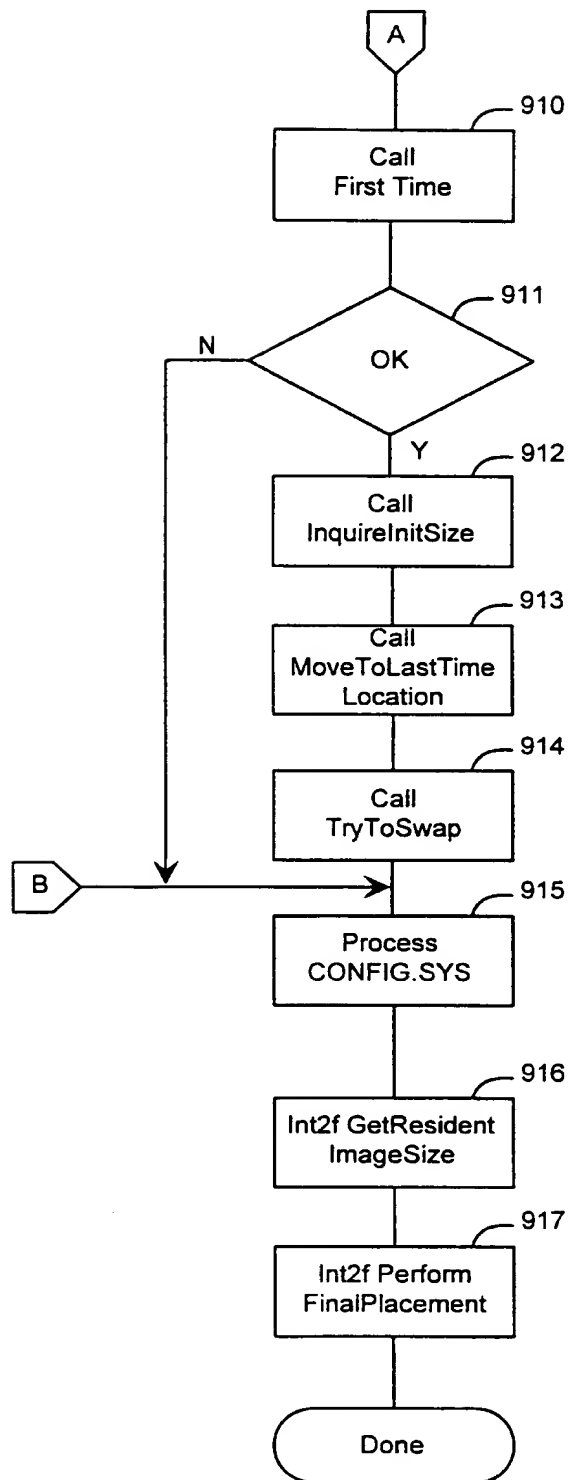 A
910
Call
First Time
911
N
OK
Y
912
Call
InquireInitSize
913
Call
MoveToLastTime
Location
914
Call
TryToSwap
B
915
Process
CONFIG.SYS
916
Int2f GetResident
ImageSize
917
Int2f Perform
FinalPlacement
Done